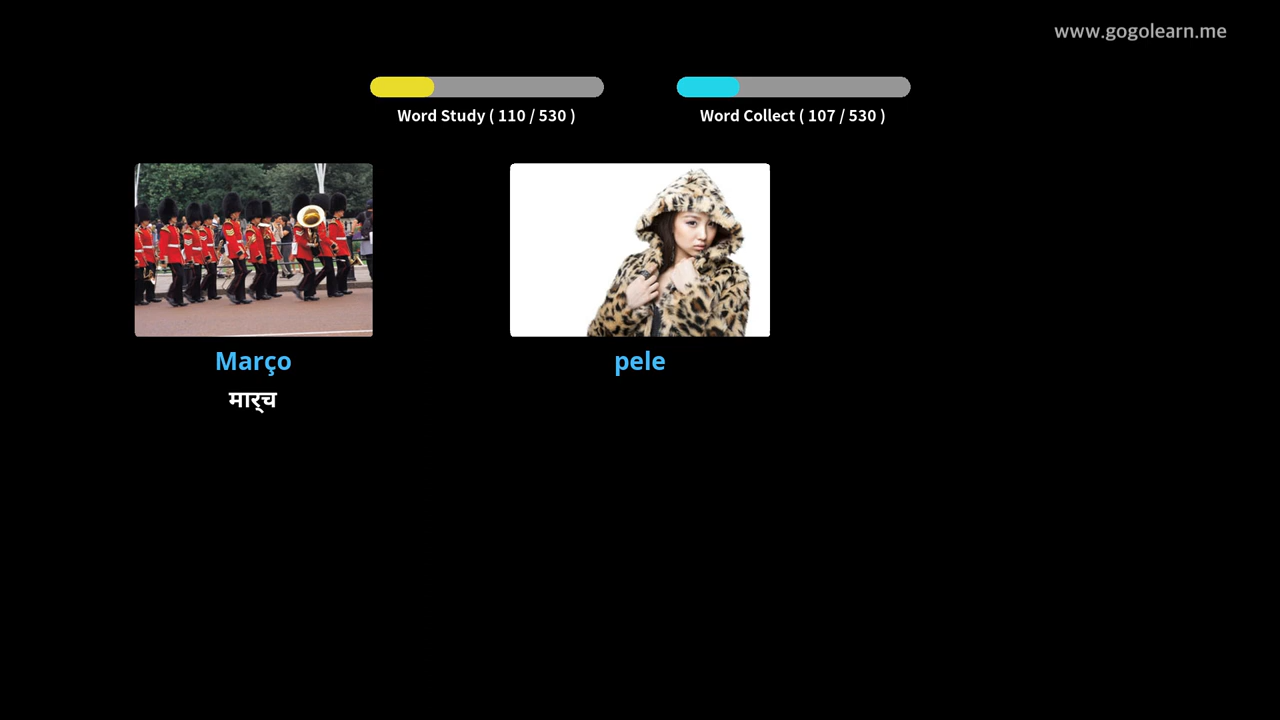 www.gogolearn.me
Word Study ( 110 / 530 )
Word Collect ( 107 / 530 )
Março
pele
मार्च